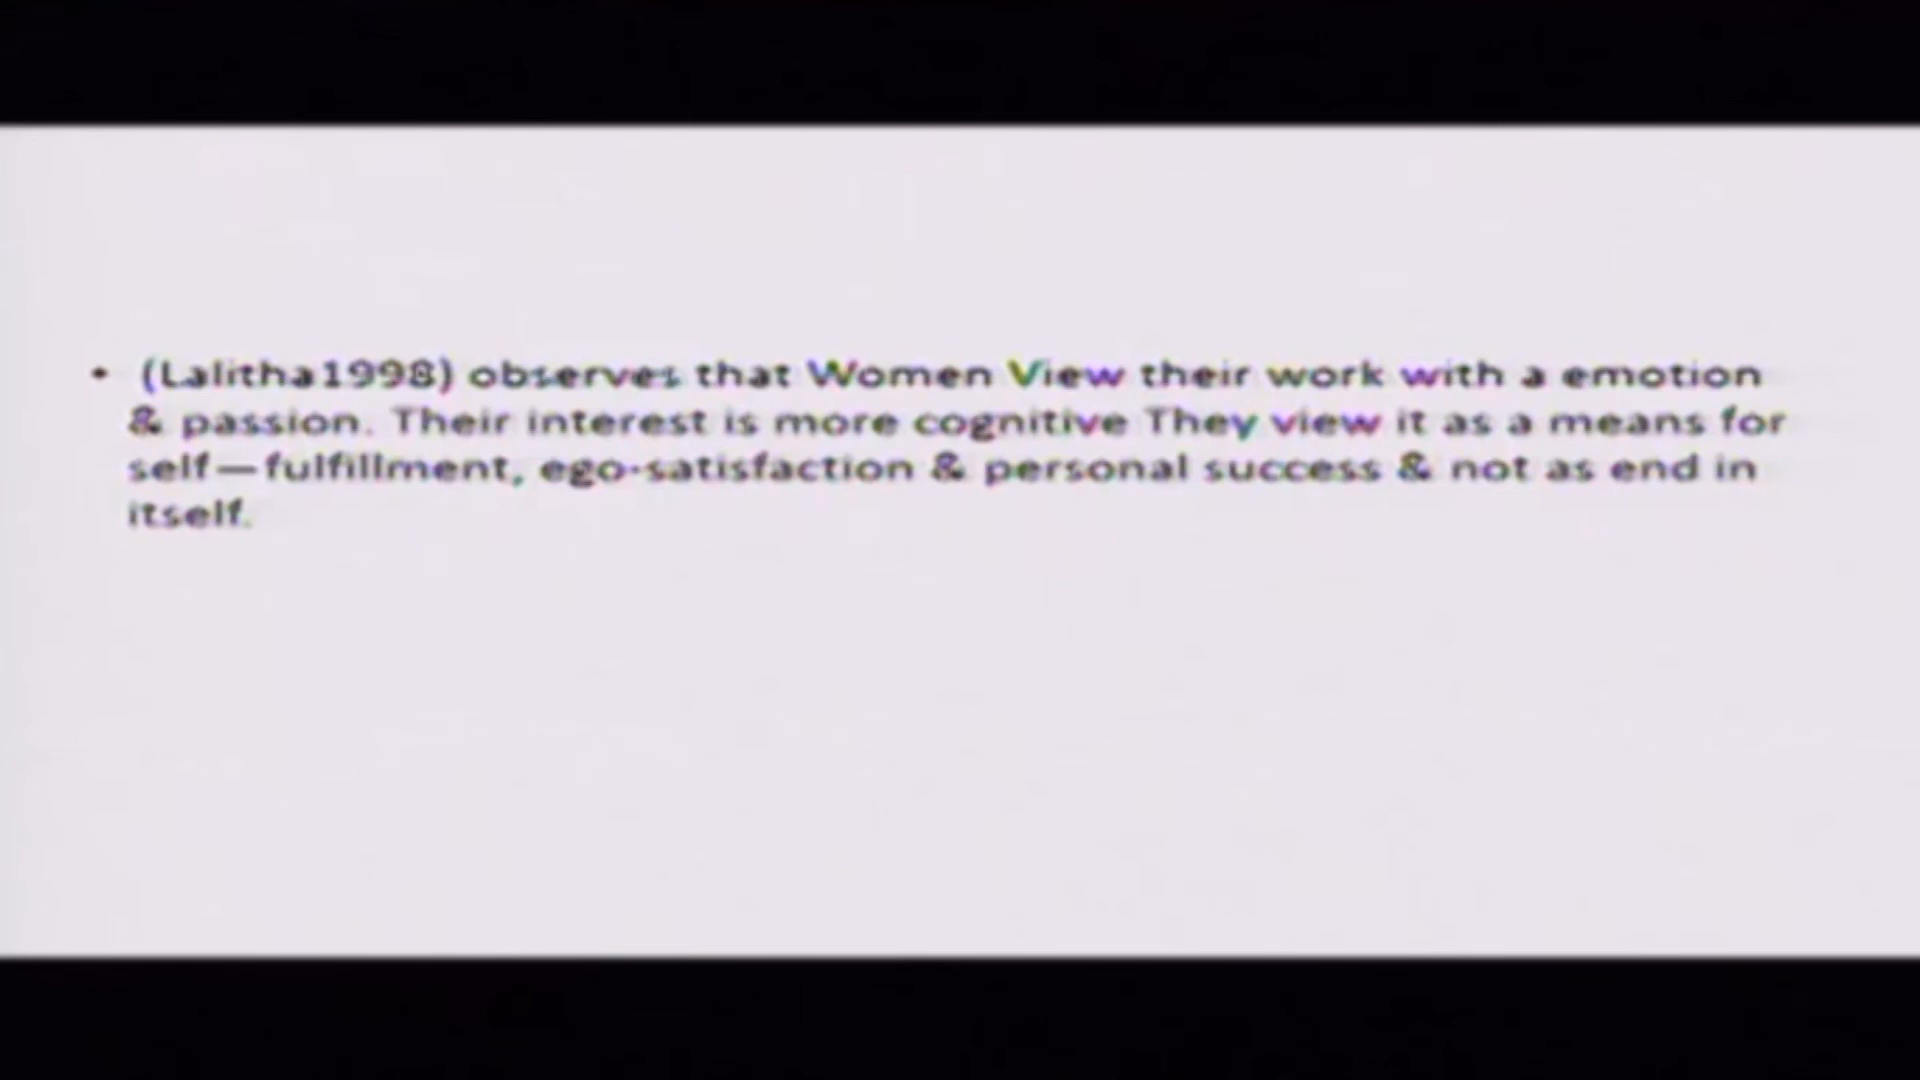 • (Lalitha1998) observes that Women View their work with a emotion
& passion. Their interest is more cognitive They view it as a means for
self—fulfillment, ego-satisfaction & personal success & not as end in
itself.